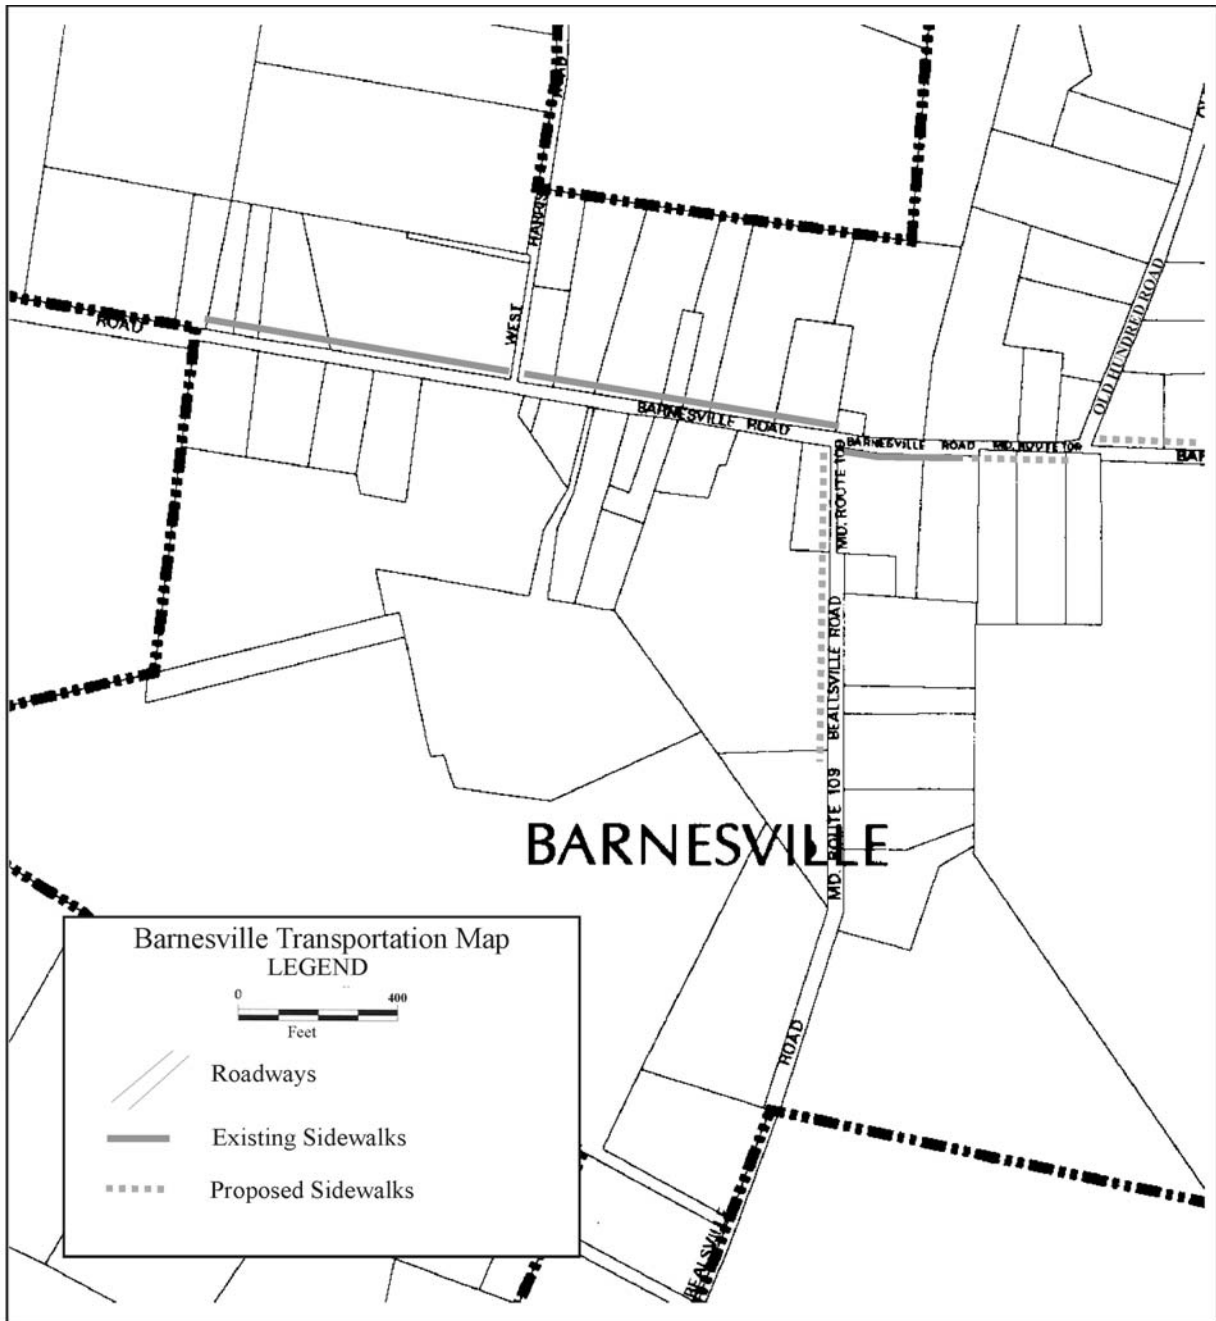 ROAD
HARRIS
WEST
ROAD
OLD HUNDRED ROAD
BARNESVILLE ROAD
BARNESVILLE ROAD MD. ROUTE 109
BAR
MD. ROUTE 109
BEALLSVILLE ROAD
MD. ROUTE 109
BARNESVILLE
ROAD
BEALSVILLE
Barnesville Transportation Map
LEGEND
0 400
Feet
Roadways
Existing Sidewalks
Proposed Sidewalks